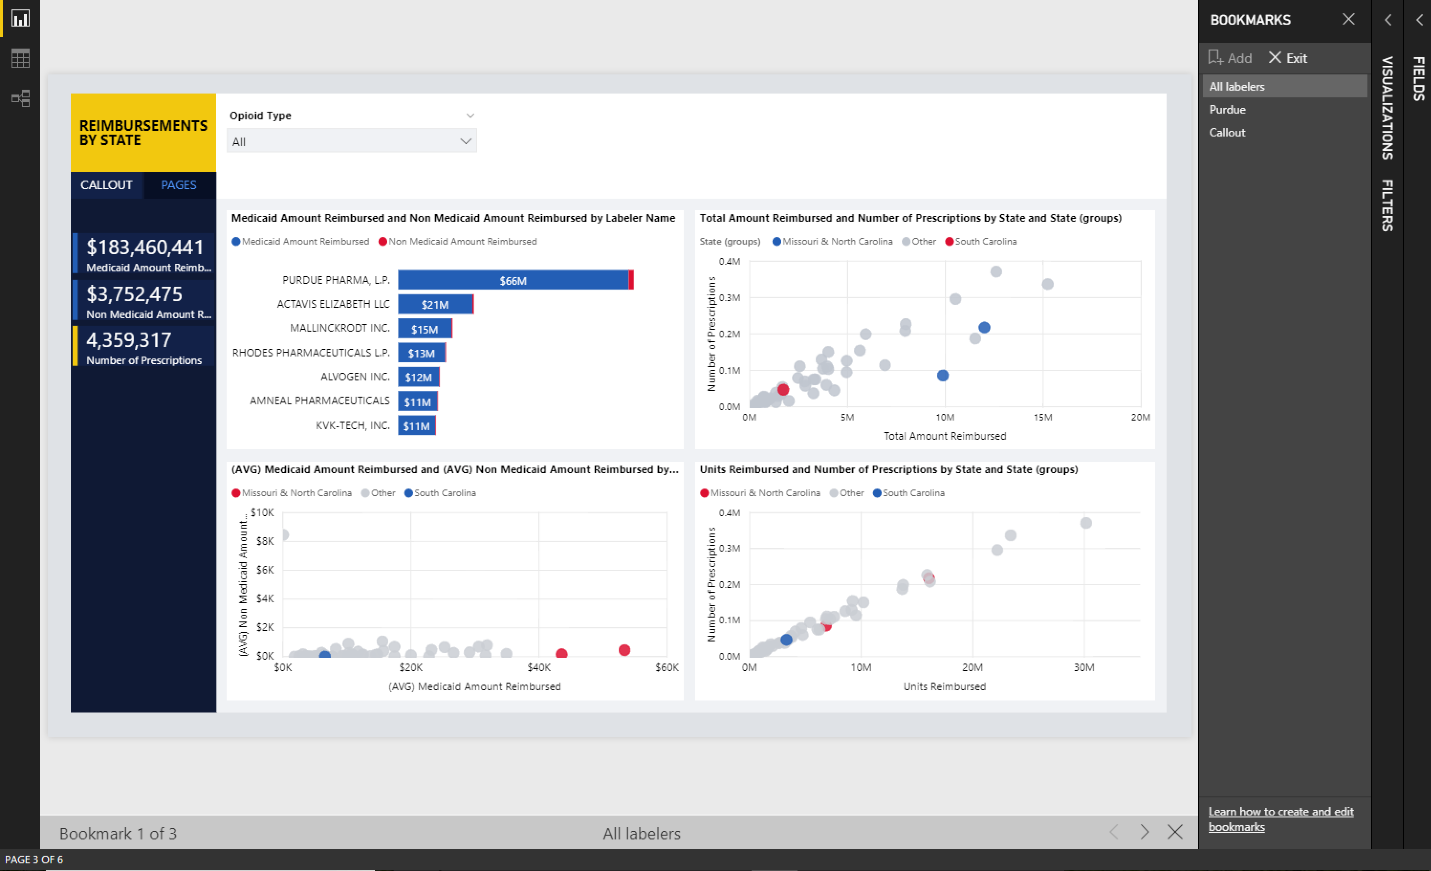 BOOKMARKS
Add
Exit
All labelers
Purdue
Callout
VISUALIZATIONS
FILTERS
FIELDS
REIMBURSEMENTS
BY STATE
CALLOUT
PAGES
$183,460,441
Medicaid Amount Reimb...
$3,752,475
Non Medicaid Amount R...
4,359,317
Number of Prescriptions
Opioid Type
All
Medicaid Amount Reimbursed and Non Medicaid Amount Reimbursed by Labeler Name
Medicaid Amount Reimbursed
Non Medicaid Amount Reimbursed
PURDUE PHARMA, L.P.
$66M
ACTAVIS ELIZABETH LLC
$21M
MALLINCKRODT INC.
$15M
RHODES PHARMACEUTICALS L.P.
$13M
ALVOGEN INC.
$12M
AMNEAL PHARMACEUTICALS
$11M
KVK-TECH, INC.
$11M
Total Amount Reimbursed and Number of Prescriptions by State and State (groups)
State (groups)
Missouri & North Carolina
Other
South Carolina
Number of Prescriptions
0.4M
0.3M
0.2M
0.1M
0.0M
0M
5M
10M
15M
20M
Total Amount Reimbursed
(AVG) Medicaid Amount Reimbursed and (AVG) Non Medicaid Amount Reimbursed by...
Missouri & North Carolina
Other
South Carolina
(AVG) Non Medicaid Amount...
$10K
$8K
$6K
$4K
$2K
$0K
$0K
$20K
$40K
$60K
(AVG) Medicaid Amount Reimbursed
Units Reimbursed and Number of Prescriptions by State and State (groups)
Missouri & North Carolina
Other
South Carolina
Number of Prescriptions
0.4M
0.3M
0.2M
0.1M
0.0M
0M
10M
20M
30M
Units Reimbursed
Learn how to create and edit
bookmarks
Bookmark 1 of 3
All labelers
PAGE 3 OF 6